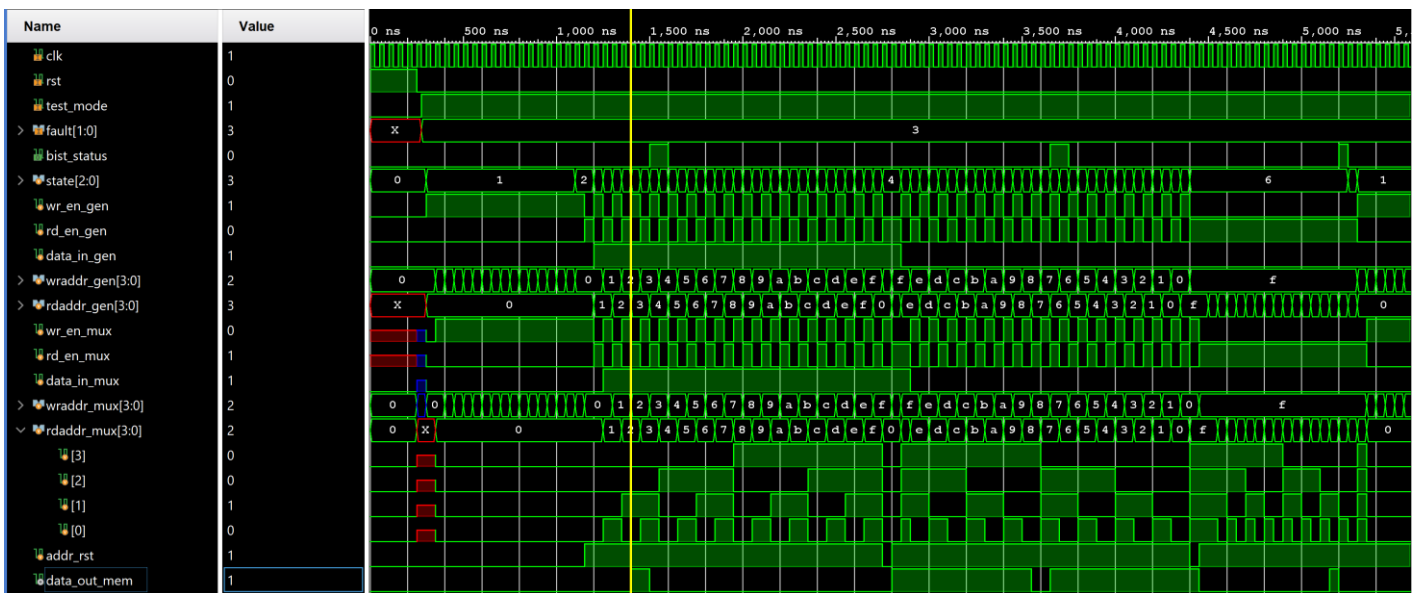 Name Value
0 ns 500 ns 1,000 ns 1,500 ns 2,000 ns 2,500 ns 3,000 ns 3,500 ns 4,000 ns 4,500 ns 5,000 ns 5,
clk 1
rst 0
test_mode 1
fault[1:0] 3 X 3
bist_status 0
state[2:0] 3 0 1 2 4 6 1
wr_en_gen 1
rd_en_gen 0
data_in_gen 1
wraddr_gen[3:0] 2 0 0 1 2 3 4 5 6 7 8 9 a b c d e f f e d c b a 9 8 7 6 5 4 3 2 1 0 f
rdaddr_gen[3:0] 3 X 0 1 2 3 4 5 6 7 8 9 a b c d e f 0 e d c b a 9 8 7 6 5 4 3 2 1 0 f 0
wr_en_mux 0
rd_en_mux 1
data_in_mux 1
wraddr_mux[3:0] 2 0 0 0 1 2 3 4 5 6 7 8 9 a b c d e f f e d c b a 9 8 7 6 5 4 3 2 1 0 f
rdaddr_mux[3:0] 2 0 X 0 1 2 3 4 5 6 7 8 9 a b c d e f 0 e d c b a 9 8 7 6 5 4 3 2 1 0 f 0
[3] 0
[2] 0
[1] 1
[0] 0
addr_rst 1
data_out_mem 1